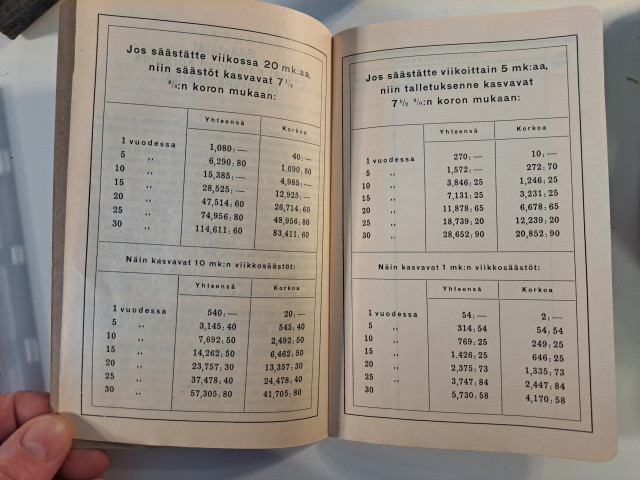 Jos säästätte viikossa 20 mk:aa,
niin säästöt kasvavat 7 1/2
%:n koron mukaan:
Yhteensä Korkoa
1 vuodessa 1,080:— 40:—
5 ,, 6,290;80 1,090;80
10 ,, 15,385;— 4,985;—
15 ,, 28,525;— 12,925;—
20 ,, 47,514;60 26,714;60
25 ,, 74,956;80 48,956;80
30 ,, 114,611;60 83,411;60
Näin kasvavat 10 mk:n viikkosäästöt:
Yhteensä Korkoa
1 vuodessa 540;— 20;—
5 ,, 3,145;40 545;40
10 ,, 7,692;50 2,492;50
15 ,, 14,262;50 6,462;50
20 ,, 23,757;30 13,357;30
25 ,, 37,478;40 24,478;40
30 ,, 57,305;80 41,705;80
Jos säästätte viikoittain 5 mk:aa,
niin talletuksenne kasvavat
7 1/2 %:n koron mukaan:
Yhteensä Korkoa
1 vuodessa 270;— 10;—
5 ,, 1,572;— 272;70
10 ,, 3,846;25 1,246;25
15 ,, 7,131;25 3,231;25
20 ,, 11,878;65 6,678;65
25 ,, 18,739;20 12,239;20
30 ,, 28,652;90 20,852;90
Näin kasvavat 1 mk:n viikkosäästöt:
Yhteensä Korkoa
1 vuodessa 54;— 2;—
5 ,, 314;54 54;54
10 ,, 769;25 249;25
15 ,, 1,426;25 646;25
20 ,, 2,375;73 1,335;73
25 ,, 3,747;84 2,447;84
30 5,730;58 4,170;58